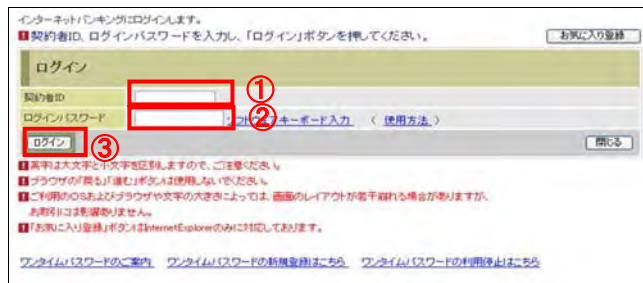 インターネットバンキングにログインします。
■契約者ID、ログインパスワードを入力し、「ログイン」ボタンを押してください。 お気に入り登録
ログイン
契約者ID ①
ログインパスワード ② ソフトウェアキーボード入力 〈 使用方法 〉
ログイン ③ 閉じる
■英字は大文字と小文字を区別しますので、ご注意ください。
■ブラウザの「戻る」「進む」ボタンは使用しないでください。
■ご利用のOSおよびブラウザや文字の大きさによっては、画面のレイアウトが若干崩れる場合がありますが、
お取引には影響ありません。
■「お気に入り登録」ボタンはInternetExplorerのみに対応しております。
ワンタイムパスワードのご案内 ワンタイムパスワードの新規登録はこちら ワンタイムパスワードの利用停止はこちら